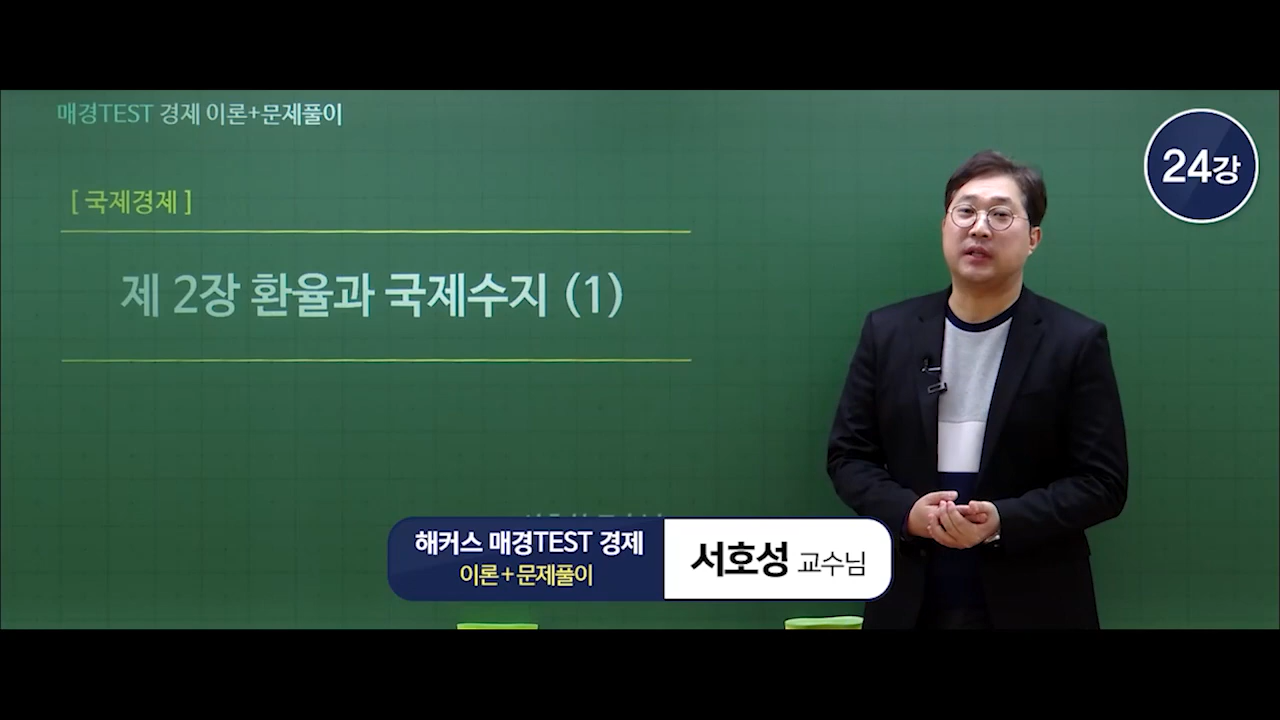 매경TEST 경제 이론+문제풀이
24강
[ 국제경제 ]
제 2장 환율과 국제수지 (1)
해커스 매경TEST 경제
이론+문제풀이
서호성 교수님